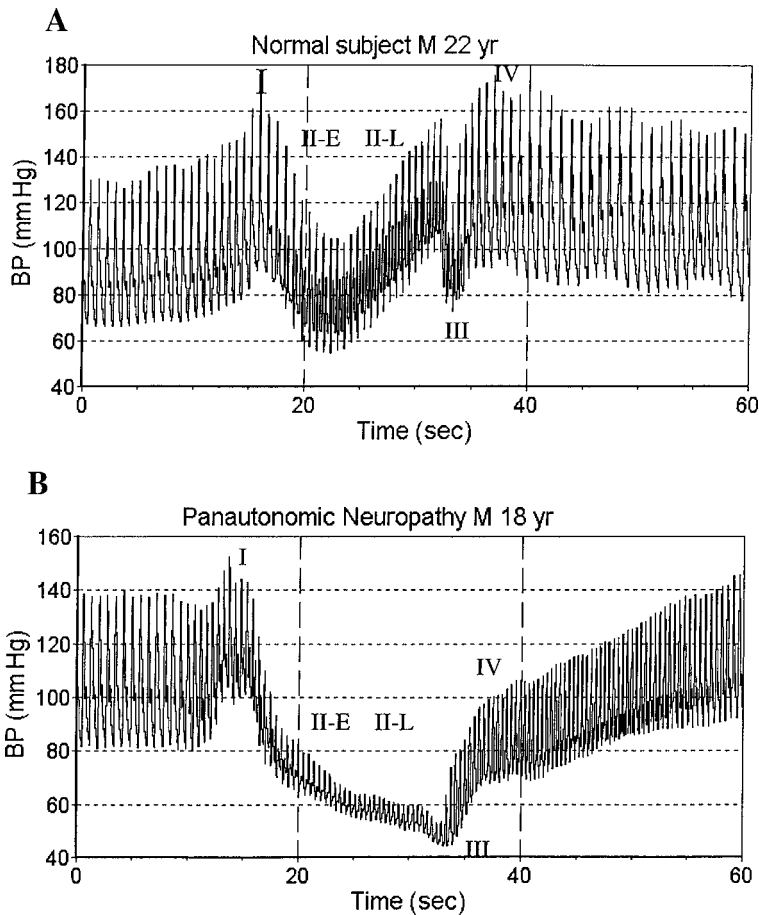 A
Normal subject M 22 yr
180
160
140
120
100
80
60
40
BP (mm Hg)
I
II-E II-L
III
IV
0 20 40 60
Time (sec)
B
Panautonomic Neuropathy M 18 yr
160
140
120
100
80
60
40
BP (mm Hg)
I
II-E II-L
III
IV
0 20 40 60
Time (sec)